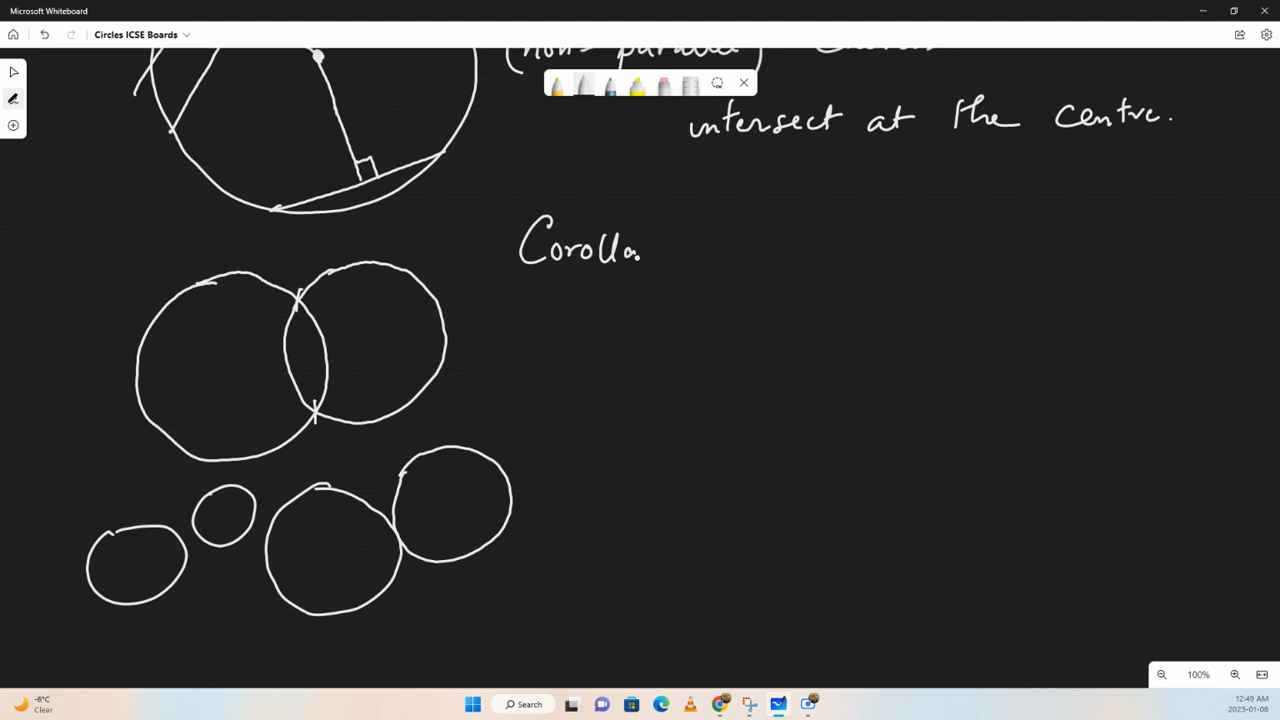 Microsoft Whiteboard
Circles ICSE Boards
intersect at the centre.
Corolla
100%
-6°C
Clear
Search
12:49 AM
2023-01-08